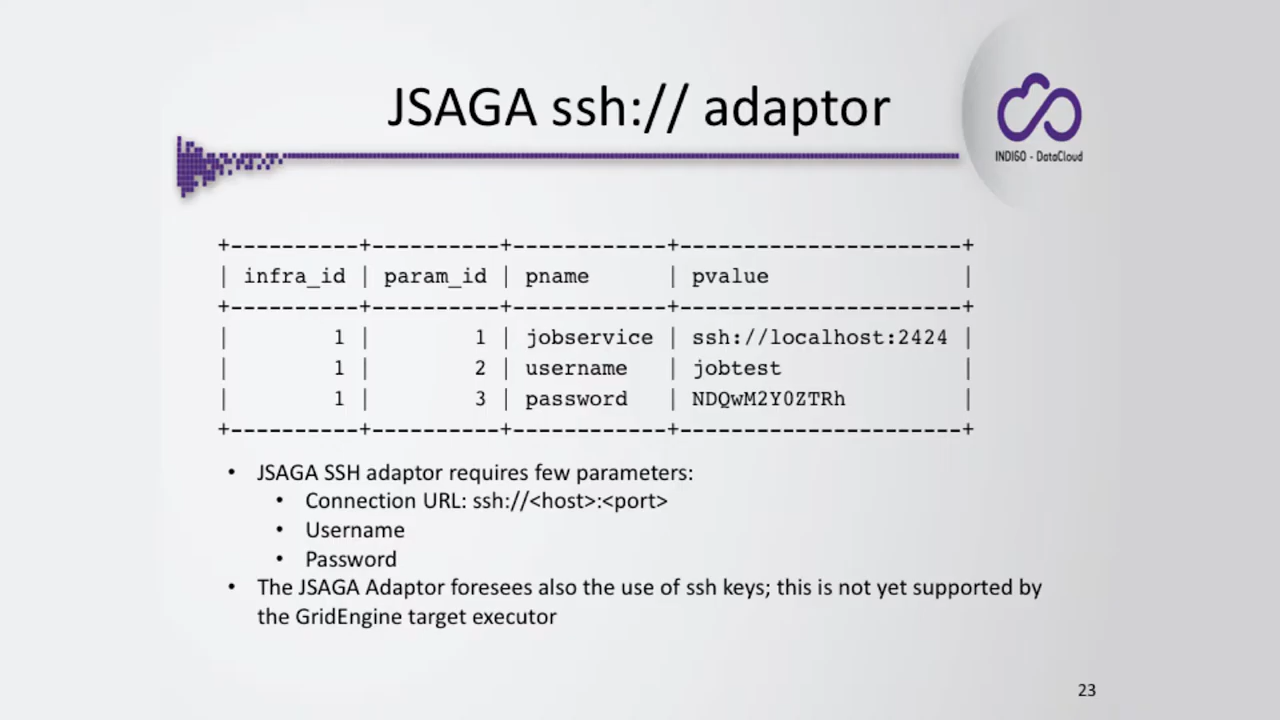 JSAGA ssh:// adaptor
INDIGO - DataCloud
+----------+----------+------------+----------------------+
| infra_id | param_id | pname      | pvalue               |
+----------+----------+------------+----------------------+
|        1 |        1 | jobservice | ssh://localhost:2424 |
|        1 |        2 | username   | jobtest              |
|        1 |        3 | password   | NDQwM2Y0ZTRh         |
+----------+----------+------------+----------------------+
• JSAGA SSH adaptor requires few parameters:
• Connection URL: ssh://<host>:<port>
• Username
• Password
• The JSAGA Adaptor foresees also the use of ssh keys; this is not yet supported by
the GridEngine target executor
23